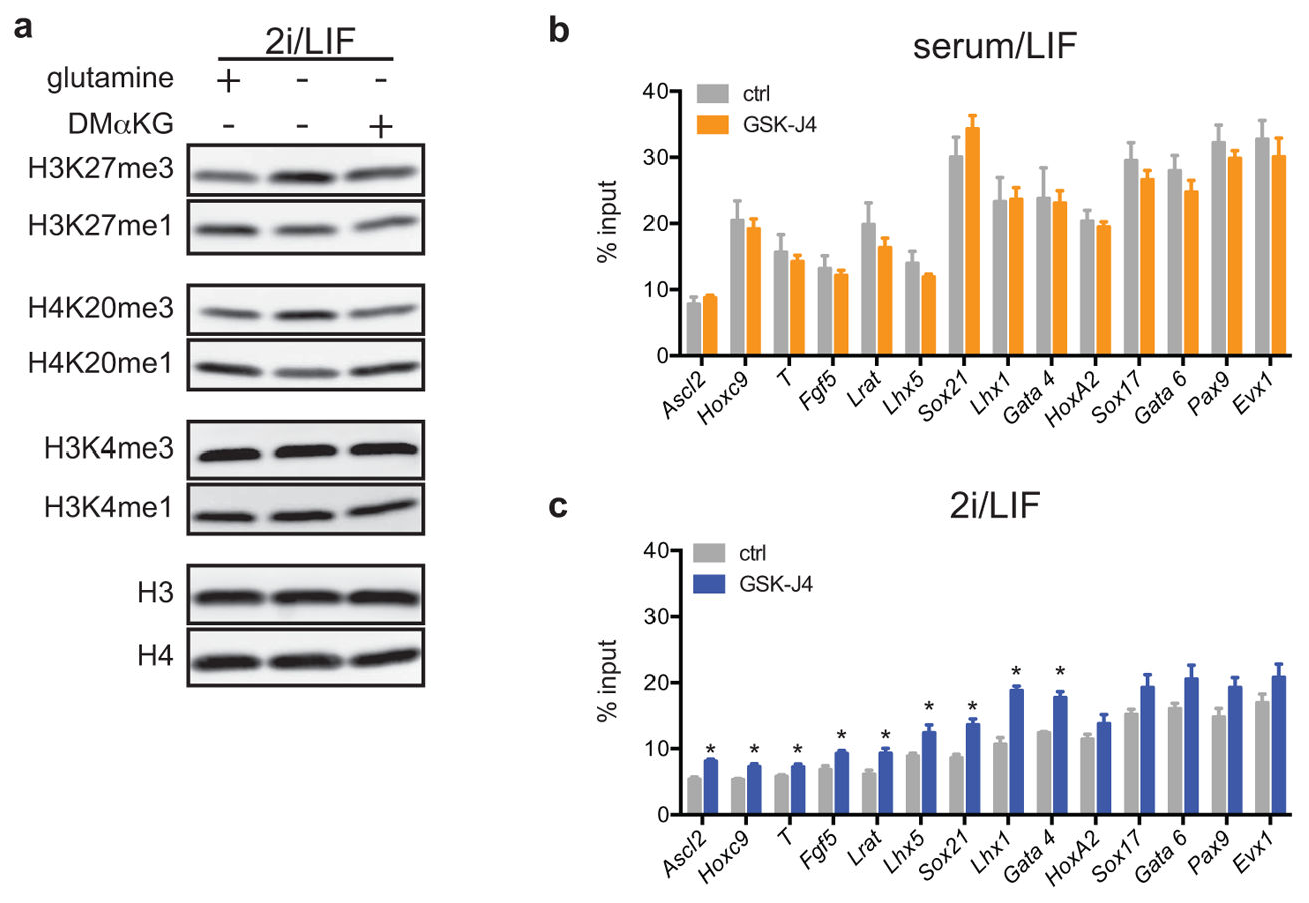 a
2i/LIF
glutamine + - -
DMαKG - - +
H3K27me3
H3K27me1
H4K20me3
H4K20me1
H3K4me3
H3K4me1
H3
H4
b
serum/LIF
ctrl
GSK-J4
% input
40
30
20
10
0
Ascl2 Hoxc9 T Fgf5 Lrat Lhx5 Sox21 Lhx1 Gata 4 HoxA2 Sox17 Gata 6 Pax9 Evx1
c
2i/LIF
ctrl
GSK-J4
% input
40
30
20
10
0
* * * * * * * * *
Ascl2 Hoxc9 T Fgf5 Lrat Lhx5 Sox21 Lhx1 Gata 4 HoxA2 Sox17 Gata 6 Pax9 Evx1